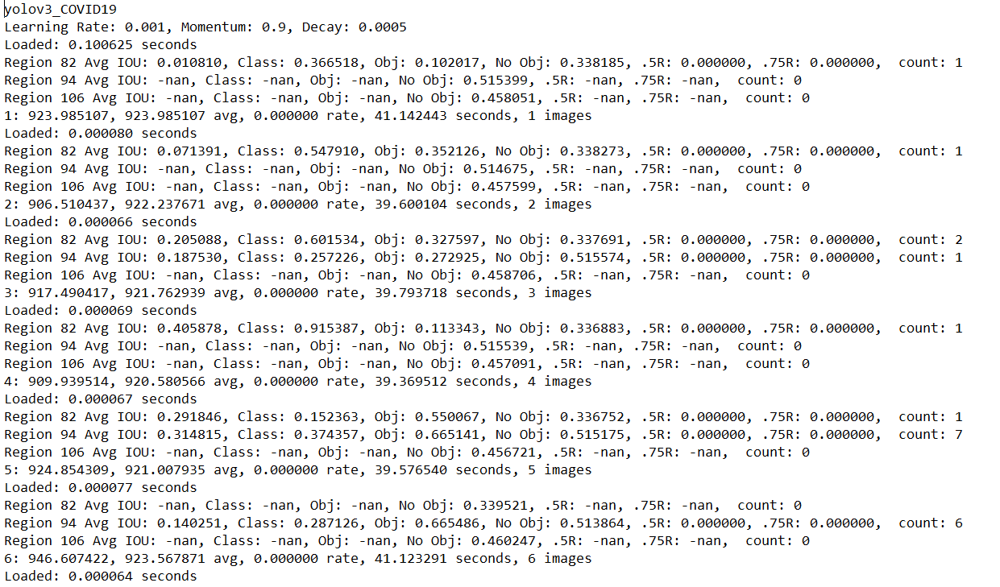 yolov3_COVID19
Learning Rate: 0.001, Momentum: 0.9, Decay: 0.0005
Loaded: 0.100625 seconds
Region 82 Avg IOU: 0.010810, Class: 0.366518, Obj: 0.102017, No Obj: 0.338185, .5R: 0.000000, .75R: 0.000000,  count: 1
Region 94 Avg IOU: -nan, Class: -nan, Obj: -nan, No Obj: 0.515399, .5R: -nan, .75R: -nan,  count: 0
Region 106 Avg IOU: -nan, Class: -nan, Obj: -nan, No Obj: 0.458051, .5R: -nan, .75R: -nan,  count: 0
1: 923.985107, 923.985107 avg, 0.000000 rate, 41.142443 seconds, 1 images
Loaded: 0.000080 seconds
Region 82 Avg IOU: 0.071391, Class: 0.547910, Obj: 0.352126, No Obj: 0.338273, .5R: 0.000000, .75R: 0.000000,  count: 1
Region 94 Avg IOU: -nan, Class: -nan, Obj: -nan, No Obj: 0.514675, .5R: -nan, .75R: -nan,  count: 0
Region 106 Avg IOU: -nan, Class: -nan, Obj: -nan, No Obj: 0.457599, .5R: -nan, .75R: -nan,  count: 0
2: 906.510437, 922.237671 avg, 0.000000 rate, 39.600104 seconds, 2 images
Loaded: 0.000066 seconds
Region 82 Avg IOU: 0.205088, Class: 0.601534, Obj: 0.327597, No Obj: 0.337691, .5R: 0.000000, .75R: 0.000000,  count: 2
Region 94 Avg IOU: 0.187530, Class: 0.257226, Obj: 0.272925, No Obj: 0.515574, .5R: 0.000000, .75R: 0.000000,  count: 1
Region 106 Avg IOU: -nan, Class: -nan, Obj: -nan, No Obj: 0.458706, .5R: -nan, .75R: -nan,  count: 0
3: 917.490417, 921.762939 avg, 0.000000 rate, 39.793718 seconds, 3 images
Loaded: 0.000069 seconds
Region 82 Avg IOU: 0.405878, Class: 0.915387, Obj: 0.113343, No Obj: 0.336883, .5R: 0.000000, .75R: 0.000000,  count: 1
Region 94 Avg IOU: -nan, Class: -nan, Obj: -nan, No Obj: 0.515539, .5R: -nan, .75R: -nan,  count: 0
Region 106 Avg IOU: -nan, Class: -nan, Obj: -nan, No Obj: 0.457091, .5R: -nan, .75R: -nan,  count: 0
4: 909.939514, 920.580566 avg, 0.000000 rate, 39.369512 seconds, 4 images
Loaded: 0.000067 seconds
Region 82 Avg IOU: 0.291846, Class: 0.152363, Obj: 0.550067, No Obj: 0.336752, .5R: 0.000000, .75R: 0.000000,  count: 1
Region 94 Avg IOU: 0.314815, Class: 0.374357, Obj: 0.665141, No Obj: 0.515175, .5R: 0.000000, .75R: 0.000000,  count: 7
Region 106 Avg IOU: -nan, Class: -nan, Obj: -nan, No Obj: 0.456721, .5R: -nan, .75R: -nan,  count: 0
5: 924.854309, 921.007935 avg, 0.000000 rate, 39.576540 seconds, 5 images
Loaded: 0.000077 seconds
Region 82 Avg IOU: -nan, Class: -nan, Obj: -nan, No Obj: 0.339521, .5R: -nan, .75R: -nan,  count: 0
Region 94 Avg IOU: 0.140251, Class: 0.287126, Obj: 0.665486, No Obj: 0.513864, .5R: 0.000000, .75R: 0.000000,  count: 6
Region 106 Avg IOU: -nan, Class: -nan, Obj: -nan, No Obj: 0.460247, .5R: -nan, .75R: -nan,  count: 0
6: 946.607422, 923.567871 avg, 0.000000 rate, 41.123291 seconds, 6 images
Loaded: 0.000064 seconds